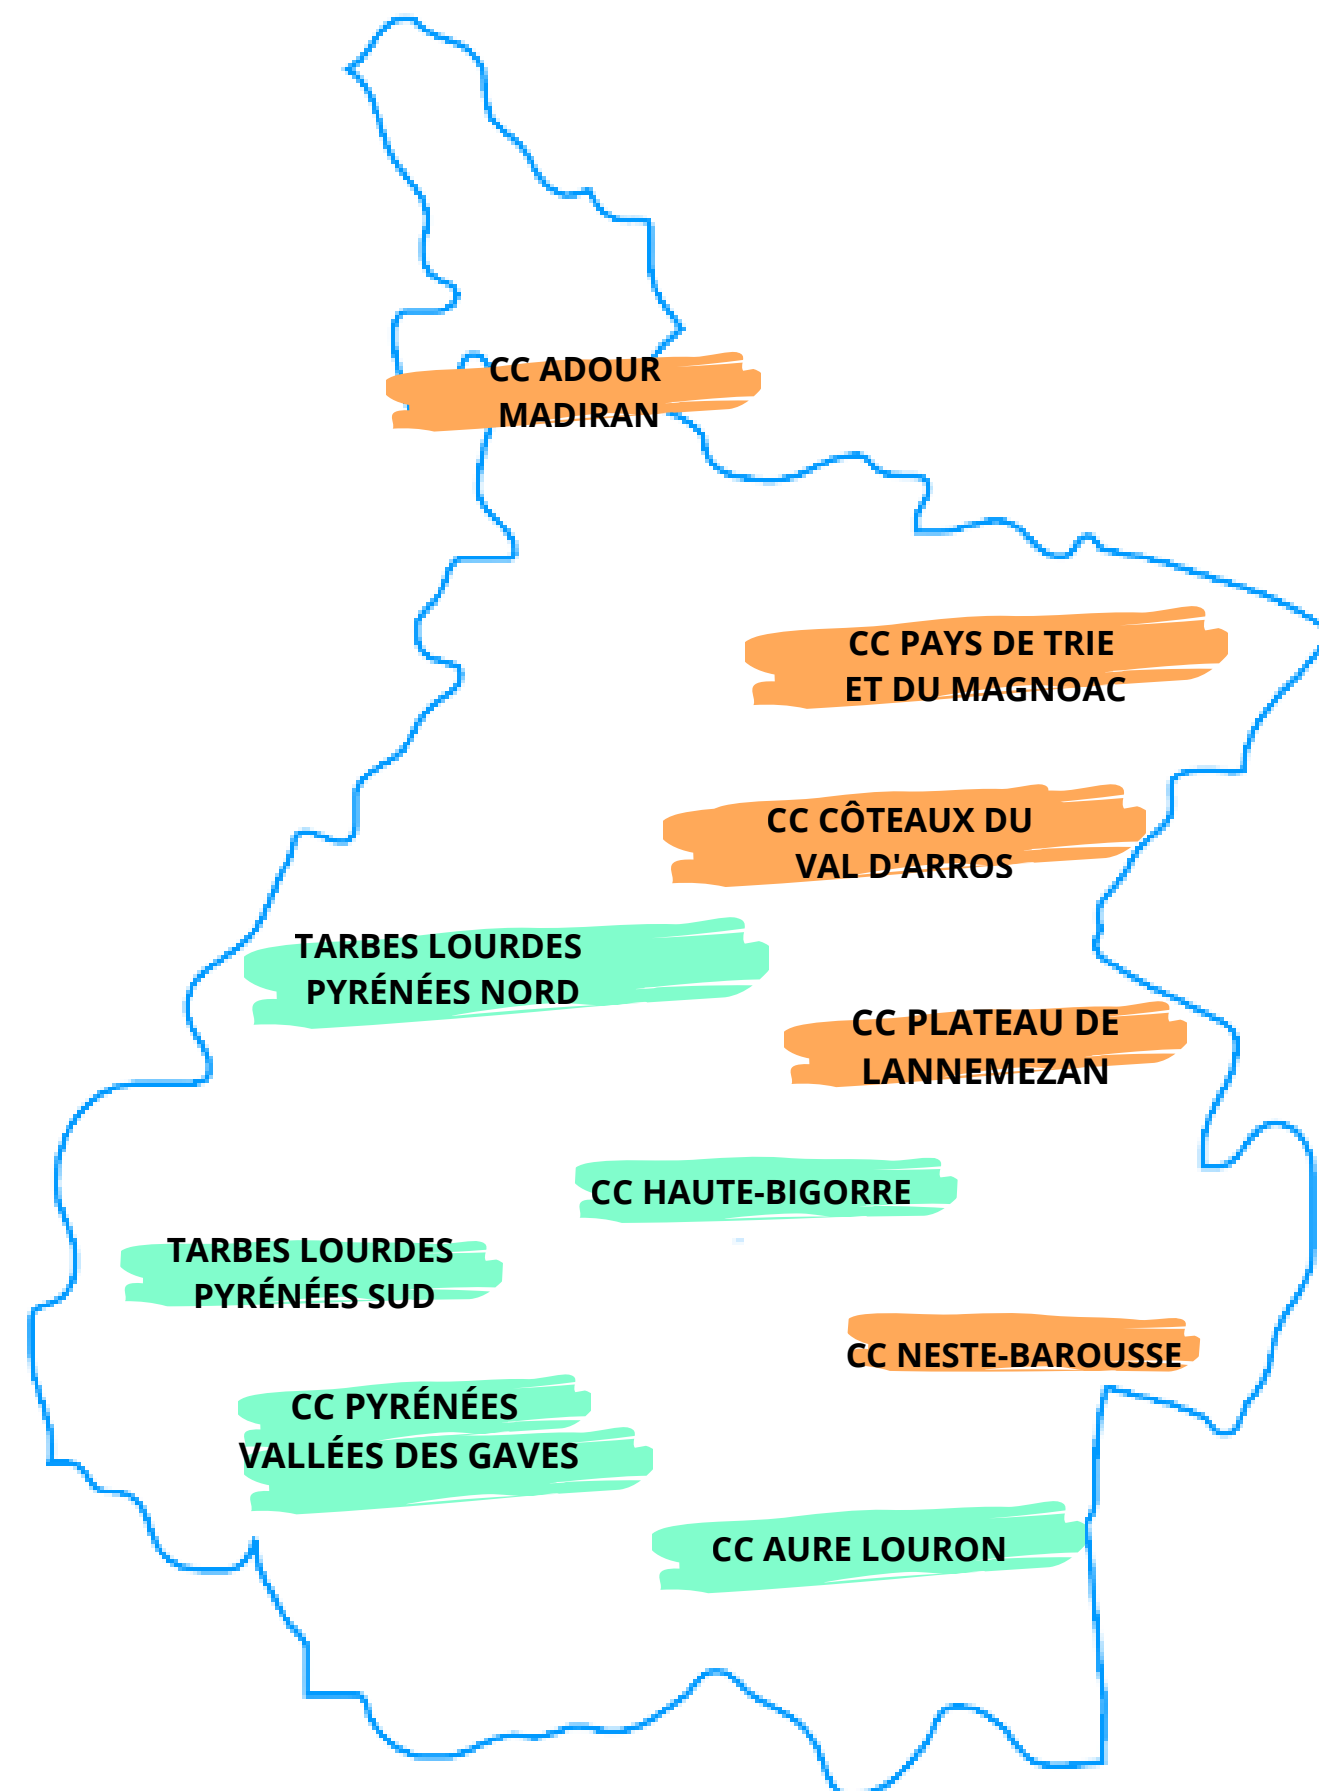 CC ADOUR
MADIRAN
CC PAYS DE TRIE
ET DU MAGNOAC
CC CÔTEAUX DU
VAL D'ARROS
TARBES LOURDES
PYRÉNÉES NORD
CC PLATEAU DE
LANNEMEZAN
CC HAUTE-BIGORRE
TARBES LOURDES
PYRÉNÉES SUD
CC NESTE-BAROUSSE
CC PYRÉNÉES
VALLÉES DES GAVES
CC AURE LOURON